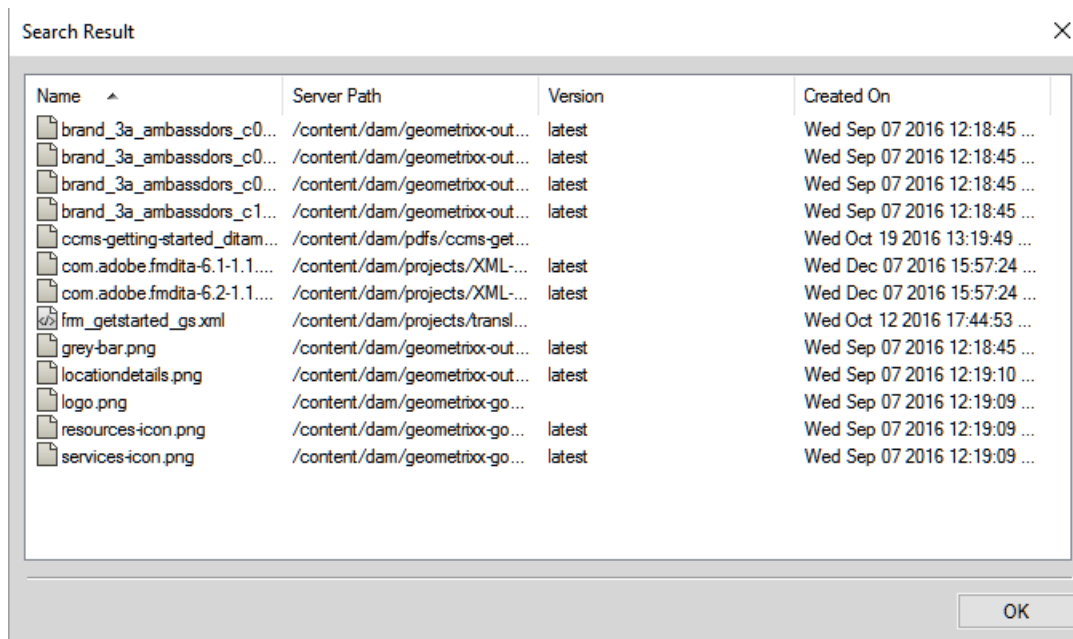 Search Result
Name Server Path Version Created On
brand_3a_ambassdors_c0... /content/dam/geometrixx-out... latest Wed Sep 07 2016 12:18:45 ...
brand_3a_ambassdors_c0... /content/dam/geometrixx-out... latest Wed Sep 07 2016 12:18:45 ...
brand_3a_ambassdors_c0... /content/dam/geometrixx-out... latest Wed Sep 07 2016 12:18:45 ...
brand_3a_ambassdors_c1... /content/dam/geometrixx-out... latest Wed Sep 07 2016 12:18:45 ...
ccms-getting-started_ditam... /content/dam/pdfs/ccms-get... Wed Oct 19 2016 13:19:49 ...
com.adobe.fmdita-6.1-1.1.... /content/dam/projects/XML-... latest Wed Dec 07 2016 15:57:24 ...
com.adobe.fmdita-6.2-1.1.... /content/dam/projects/XML-... latest Wed Dec 07 2016 15:57:24 ...
frm_getstarted_gs.xml /content/dam/projects/transl... Wed Oct 12 2016 17:44:53 ...
grey-bar.png /content/dam/geometrixx-out... latest Wed Sep 07 2016 12:18:45 ...
locationdetails.png /content/dam/geometrixx-out... latest Wed Sep 07 2016 12:19:10 ...
logo.png /content/dam/geometrixx-go... Wed Sep 07 2016 12:19:09 ...
resources-icon.png /content/dam/geometrixx-go... latest Wed Sep 07 2016 12:19:09 ...
services-icon.png /content/dam/geometrixx-go... latest Wed Sep 07 2016 12:19:09 ...
OK